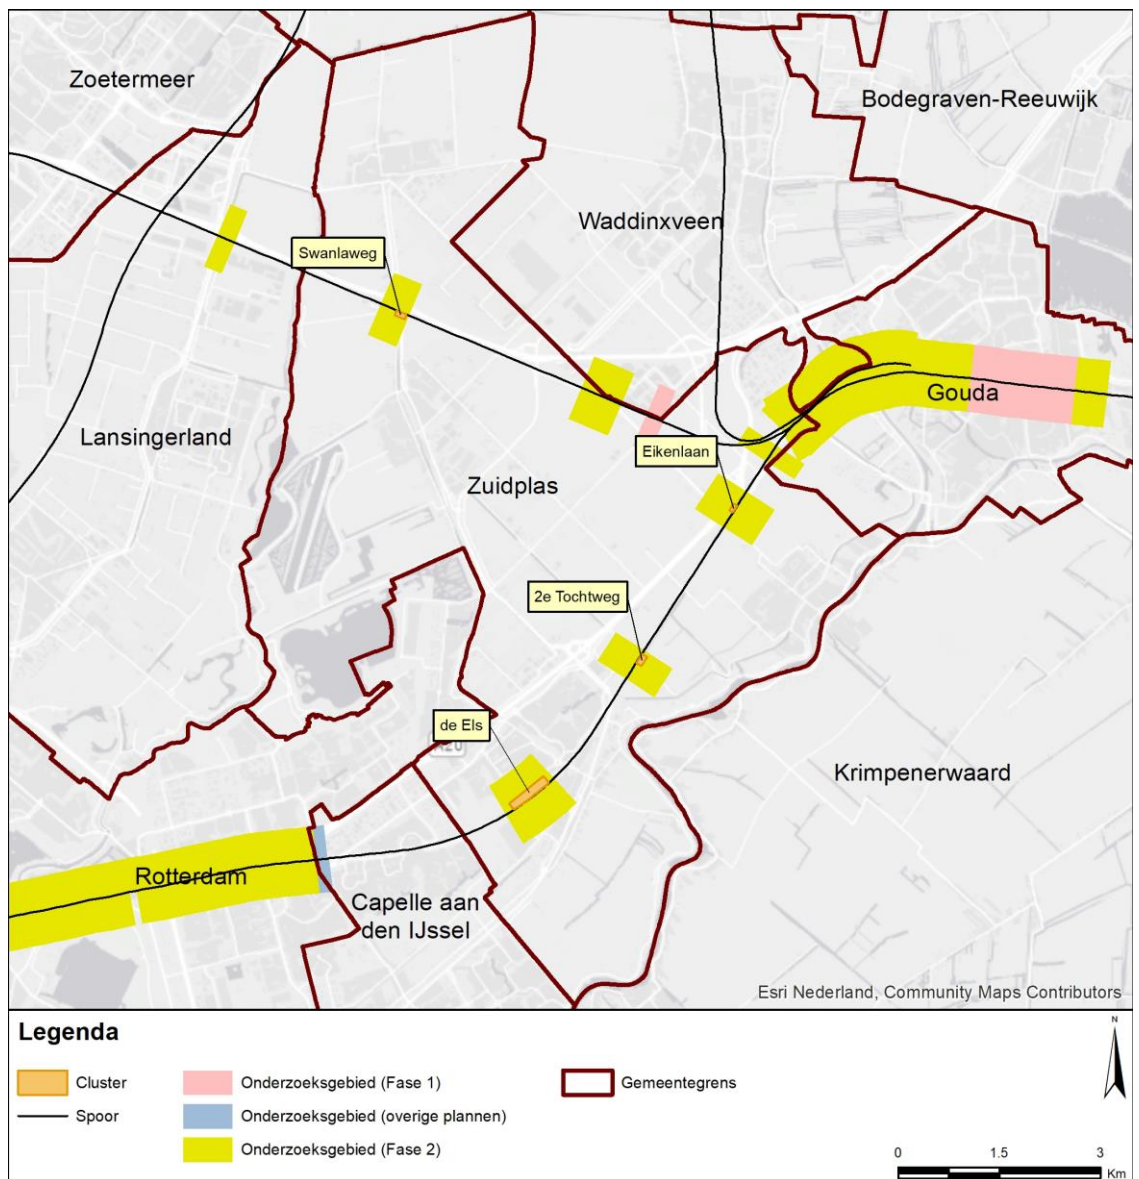 Zoetermeer
Bodegraven-Reeuwijk
Waddinxveen
Swanlaweg
Gouda
Lansingerland
Eikenlaan
Zuidplas
2e Tochtweg
de Els
A20
Krimpenerwaard
Rotterdam
Capelle aan
den IJssel
Esri Nederland, Community Maps Contributors
Legenda
N
Cluster
Onderzoeksgebied (Fase 1)
Gemeentegrens
Spoor
Onderzoeksgebied (overige plannen)
Onderzoeksgebied (Fase 2)
0 1.5 3
Km